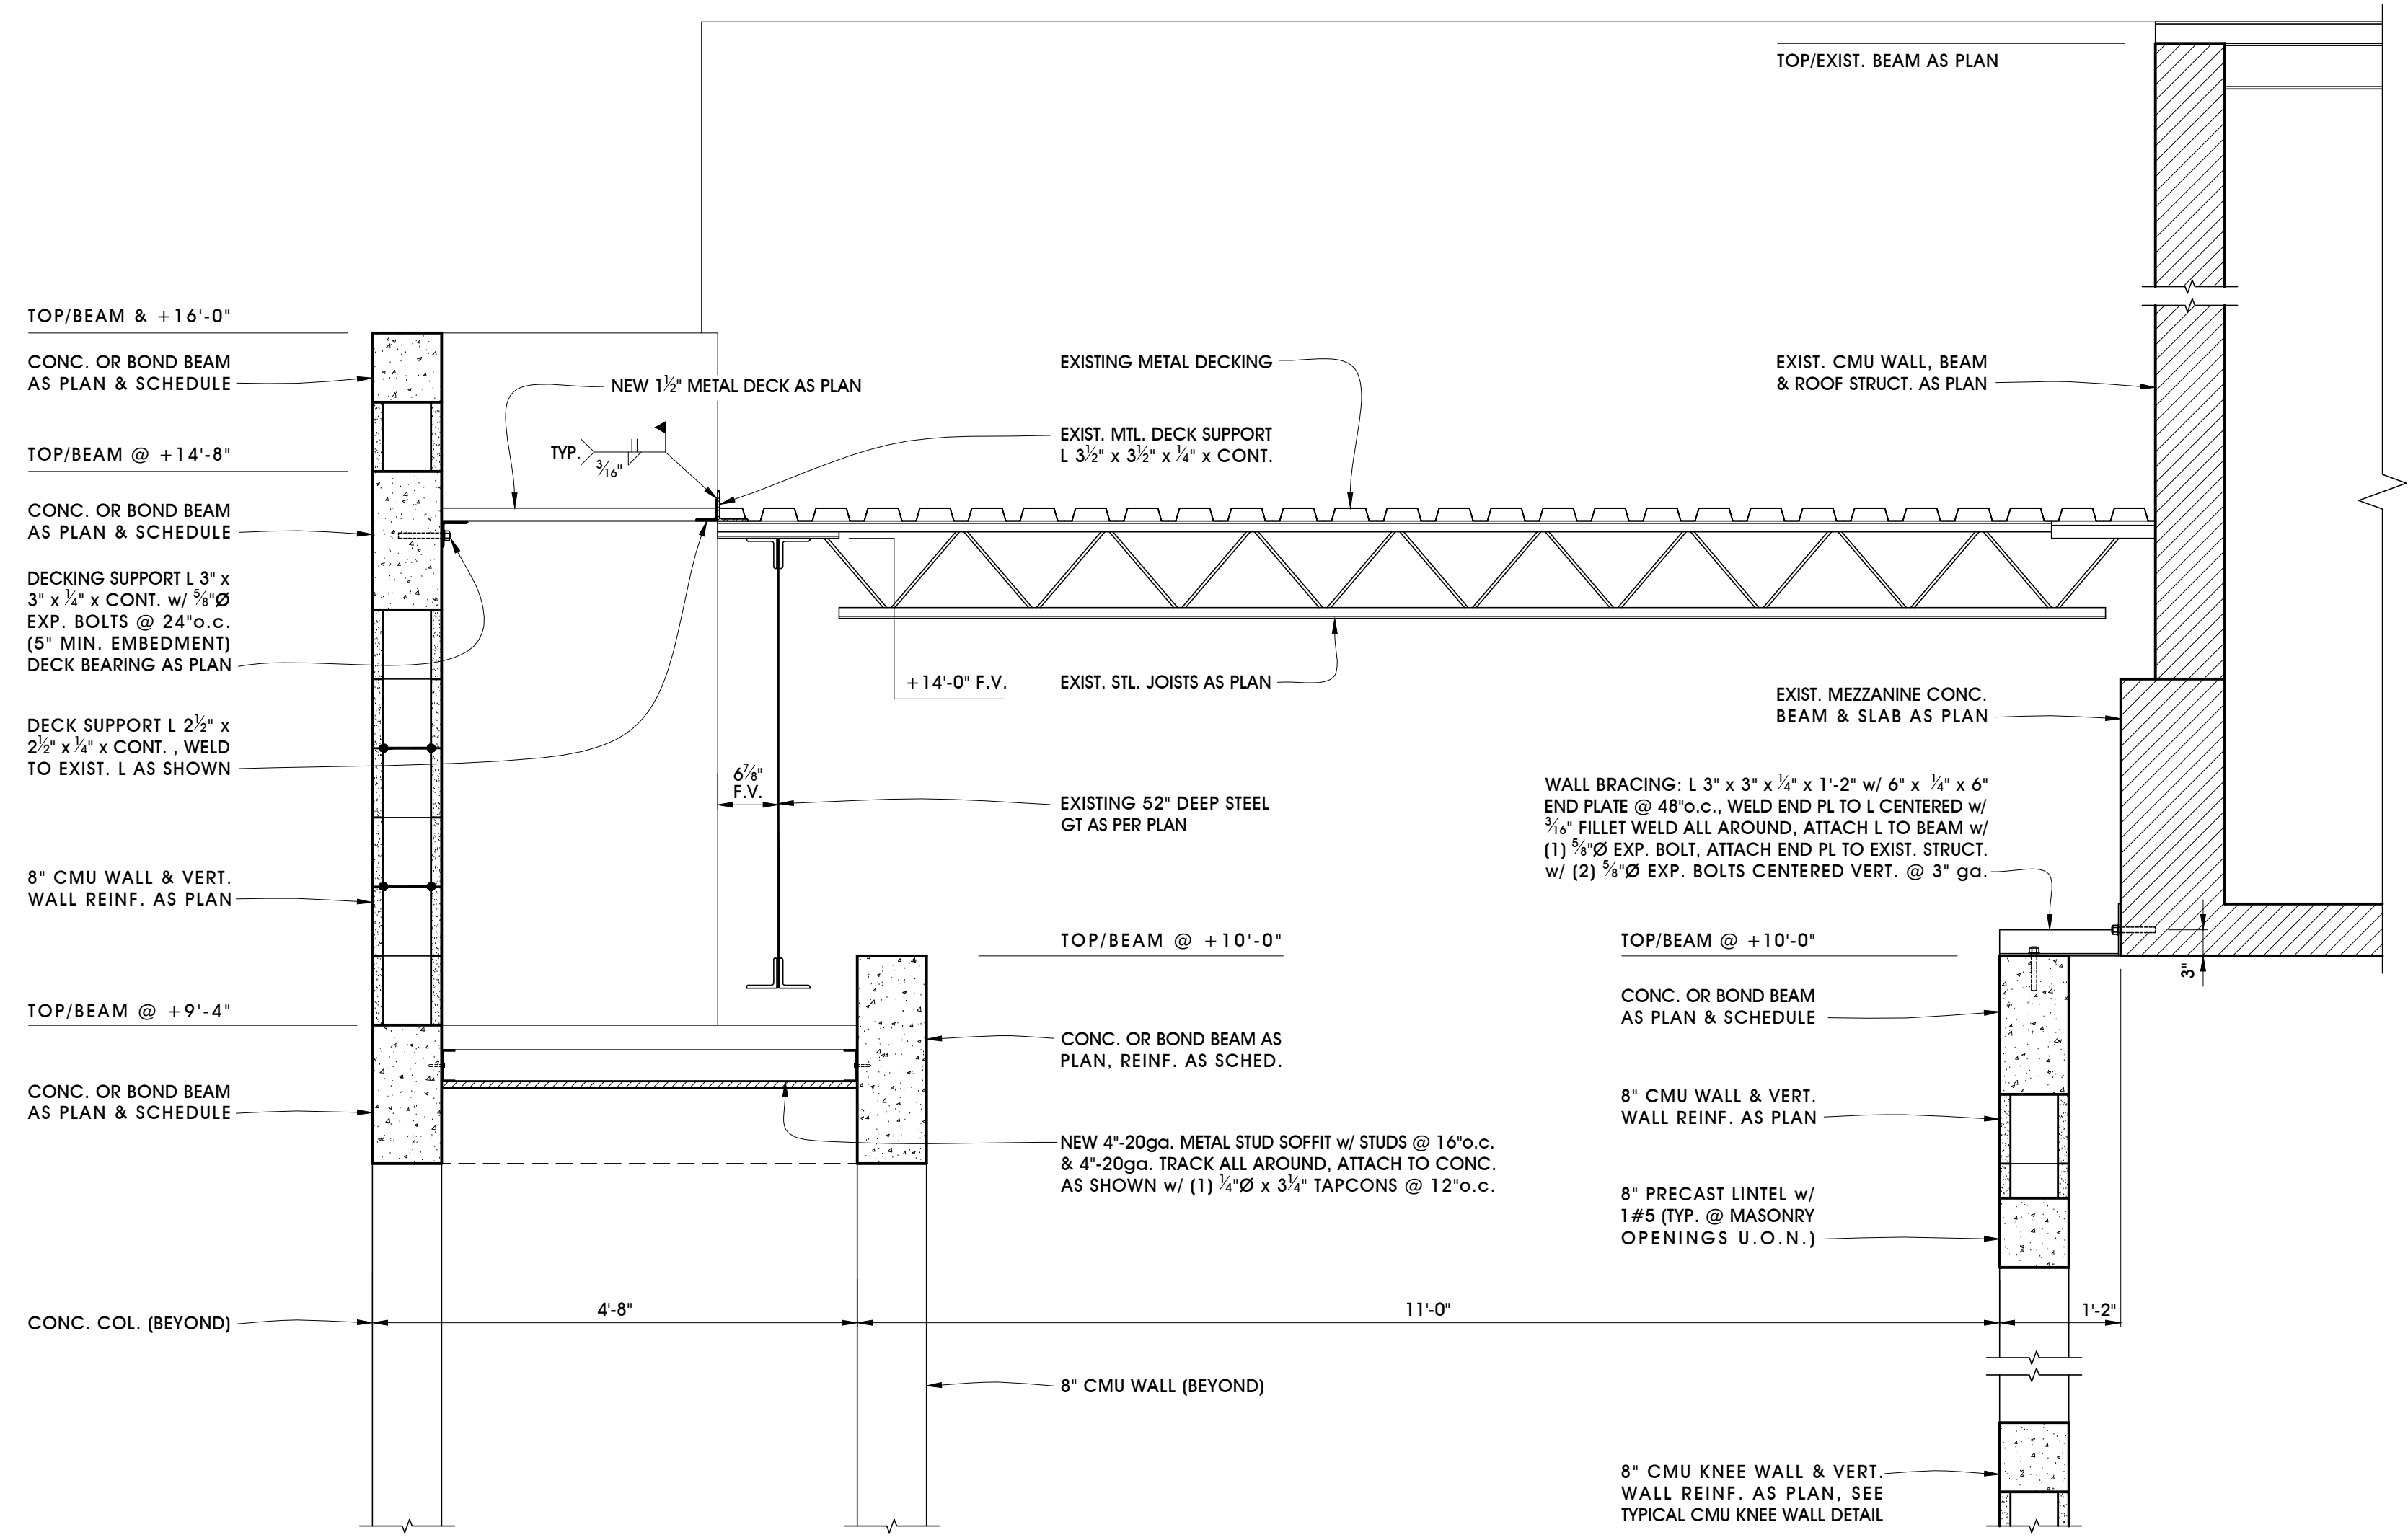 TOP/EXIST. BEAM AS PLAN
TOP/BEAM & +16'-0"
CONC. OR BOND BEAM
AS PLAN & SCHEDULE
TOP/BEAM @ +14'-8"
CONC. OR BOND BEAM
AS PLAN & SCHEDULE
DECKING SUPPORT L 3" x
3" x ¼" x CONT. w/ ⅝"Ø
EXP. BOLTS @ 24"o.c.
(5" MIN. EMBEDMENT)
DECK BEARING AS PLAN
DECK SUPPORT L 2½" x
2½" x ¼" x CONT. , WELD
TO EXIST. L AS SHOWN
8" CMU WALL & VERT.
WALL REINF. AS PLAN
TOP/BEAM @ +9'-4"
CONC. OR BOND BEAM
AS PLAN & SCHEDULE
CONC. COL. (BEYOND)
NEW 1½" METAL DECK AS PLAN
TYP.
3/16"
6⅞"
F.V.
+14'-0" F.V.
4'-8"
EXISTING METAL DECKING
EXIST. MTL. DECK SUPPORT
L 3½" x 3½" x ¼" x CONT.
EXIST. STL. JOISTS AS PLAN
EXISTING 52" DEEP STEEL
GT AS PER PLAN
TOP/BEAM @ +10'-0"
CONC. OR BOND BEAM AS
PLAN, REINF. AS SCHED.
NEW 4"-20ga. METAL STUD SOFFIT w/ STUDS @ 16"o.c.
& 4"-20ga. TRACK ALL AROUND, ATTACH TO CONC.
AS SHOWN w/ (1) ¼"Ø x 3¼" TAPCONS @ 12"o.c.
11'-0"
8" CMU WALL (BEYOND)
EXIST. CMU WALL, BEAM
& ROOF STRUCT. AS PLAN
EXIST. MEZZANINE CONC.
BEAM & SLAB AS PLAN
WALL BRACING: L 3" x 3" x ¼" x 1'-2" w/ 6" x ¼" x 6"
END PLATE @ 48"o.c., WELD END PL TO L CENTERED w/
3/16" FILLET WELD ALL AROUND, ATTACH L TO BEAM w/
(1) ⅝"Ø EXP. BOLT, ATTACH END PL TO EXIST. STRUCT.
w/ (2) ⅝"Ø EXP. BOLTS CENTERED VERT. @ 3" ga.
TOP/BEAM @ +10'-0"
3"
CONC. OR BOND BEAM
AS PLAN & SCHEDULE
8" CMU WALL & VERT.
WALL REINF. AS PLAN
8" PRECAST LINTEL w/
1#5 (TYP. @ MASONRY
OPENINGS U.O.N.)
1'-2"
8" CMU KNEE WALL & VERT.
WALL REINF. AS PLAN, SEE
TYPICAL CMU KNEE WALL DETAIL